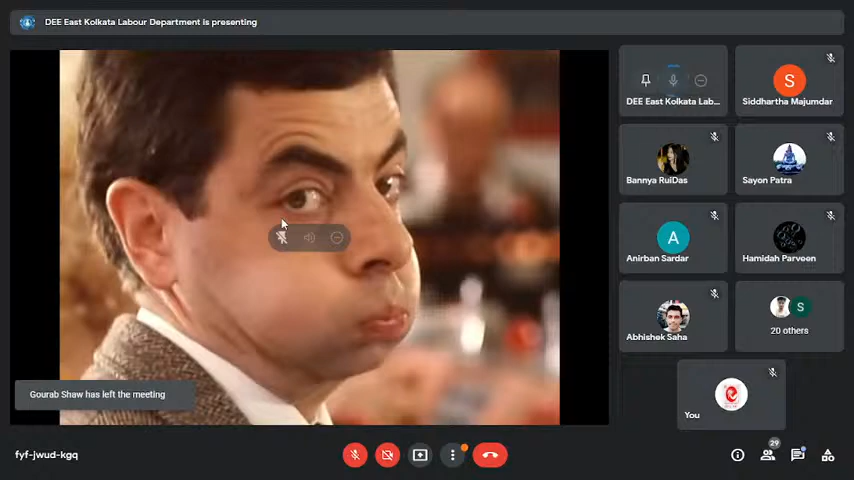 DEE East Kolkata Labour Department is presenting
DEE East Kolkata Lab...
S
Siddhartha Majumdar
Bannya RuiDas
Sayon Patra
A
Anirban Sardar
Hamidah Parveen
Abhishek Saha
S
20 others
You
Gourab Shaw has left the meeting
fyf-jwud-kgq
29